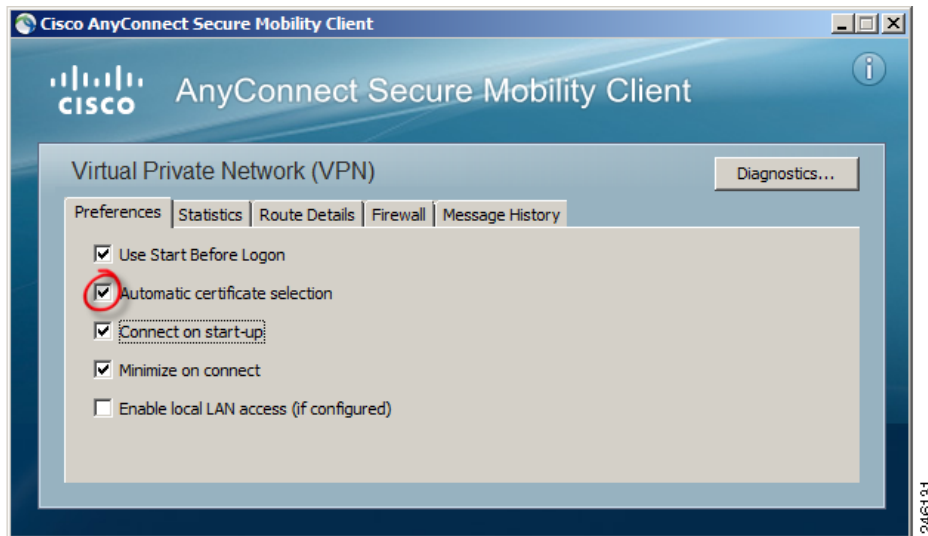 Cisco AnyConnect Secure Mobility Client
CISCO AnyConnect Secure Mobility Client
Virtual Private Network (VPN)
Diagnostics...
Preferences Statistics Route Details Firewall Message History
Use Start Before Logon
Automatic certificate selection
Connect on start-up
Minimize on connect
Enable local LAN access (if configured)
246131